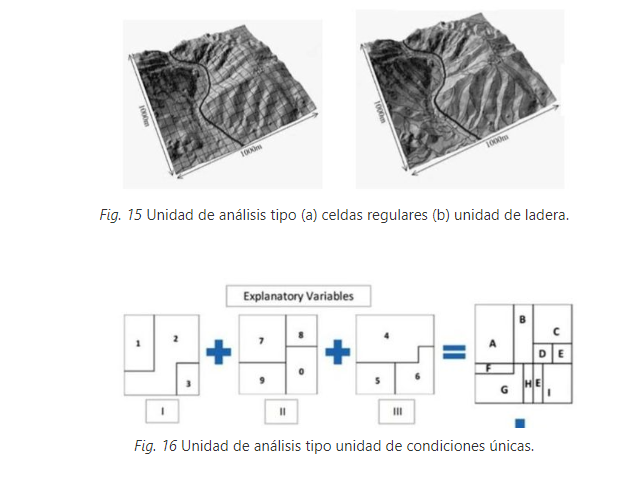 1000m
1000m
1000m
1000m
Fig. 15 Unidad de análisis tipo (a) celdas regulares (b) unidad de ladera.
Explanatory Variables
1 2 3
7 8 9 0
4 5 6
A B C D E F G H E I
I II III
Fig. 16 Unidad de análisis tipo unidad de condiciones únicas.